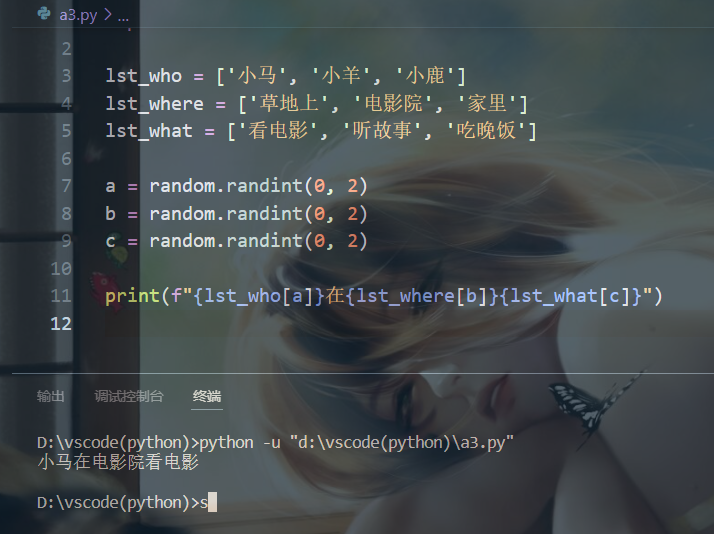 a3.py > ...
2
3 lst_who = ['小马', '小羊', '小鹿']
4 lst_where = ['草地上', '电影院', '家里']
5 lst_what = ['看电影', '听故事', '吃晚饭']
6
7 a = random.randint(0, 2)
8 b = random.randint(0, 2)
9 c = random.randint(0, 2)
10
11 print(f"{lst_who[a]}在{lst_where[b]}{lst_what[c]}")
12
输出 调试控制台 终端
D:\vscode(python)>python -u "d:\vscode(python)\a3.py"
小马在电影院看电影
D:\vscode(python)>s